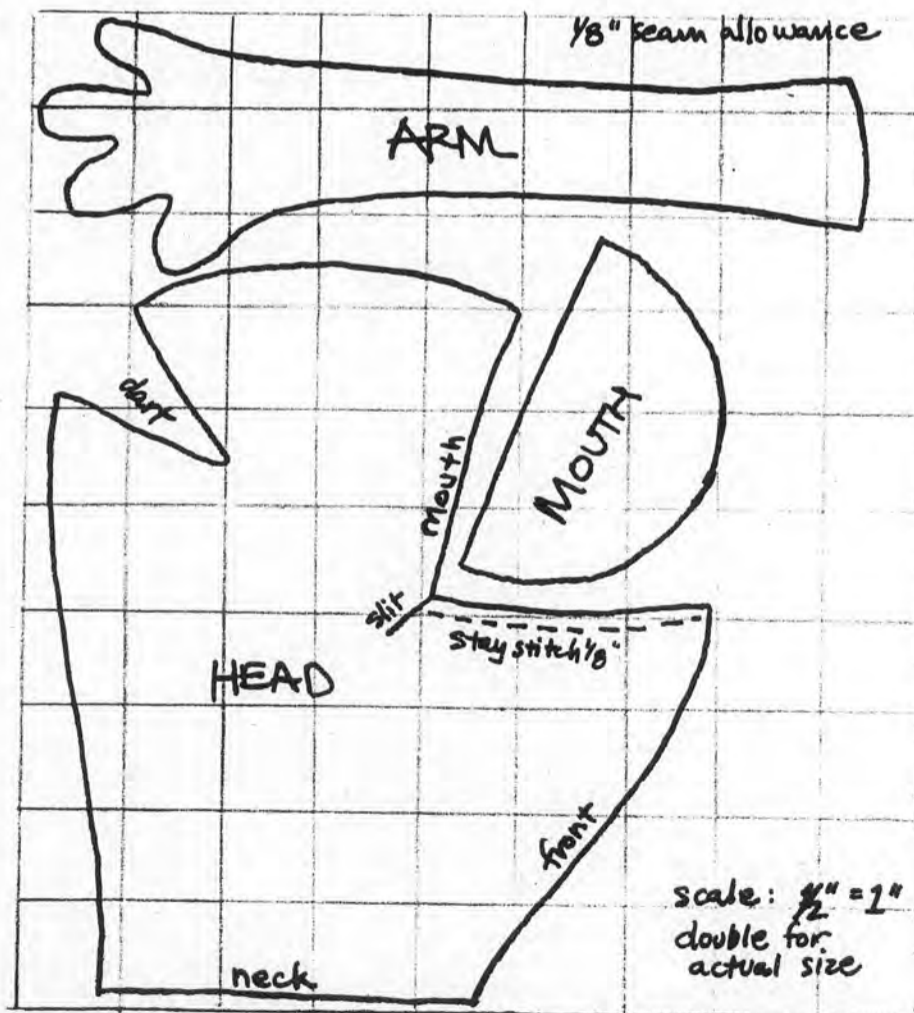 1/8" seam allowance
ARM
dart
mouth
MOUTH
slit
stay stitch 1/8"
HEAD
front
scale: 1/2" = 1"
double for
actual size
neck